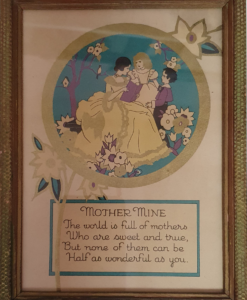 MOTHER MINE
The world is full of mothers
Who are sweet and true,
But none of them can be
Half as wonderful as you.